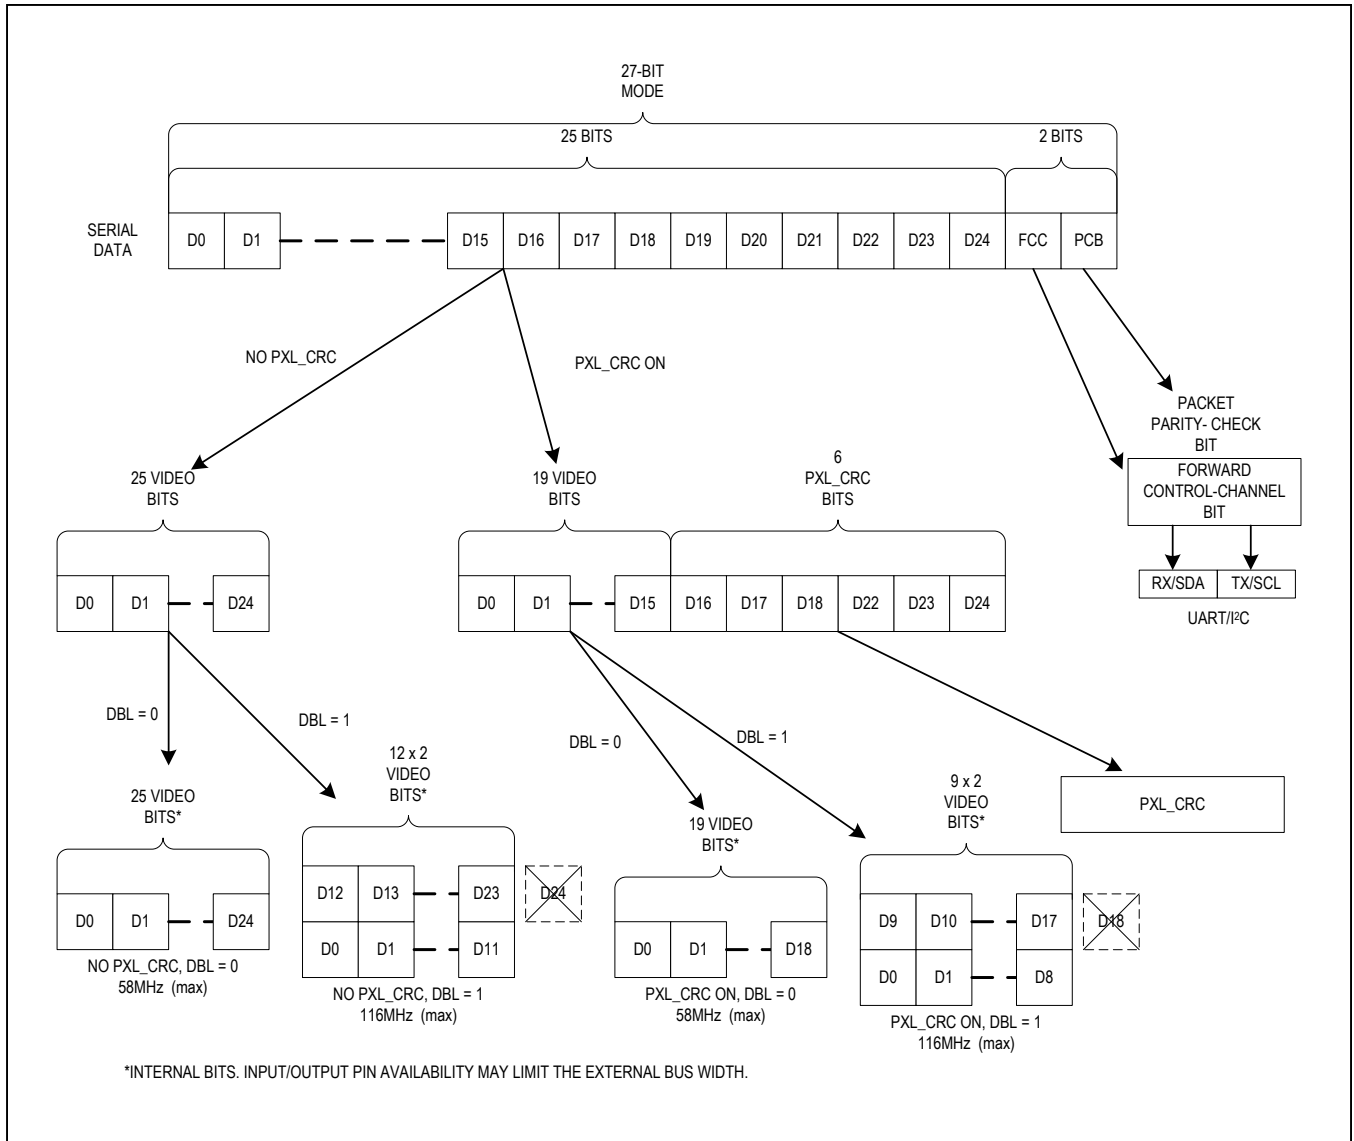 27-BIT
MODE
25 BITS
2 BITS
SERIAL
DATA
D0 D1 D15 D16 D17 D18 D19 D20 D21 D22 D23 D24 FCC PCB
NO PXL_CRC
PXL_CRC ON
PACKET
PARITY- CHECK
BIT
FORWARD
CONTROL-CHANNEL
BIT
RX/SDA TX/SCL
UART/I²C
25 VIDEO
BITS
19 VIDEO
BITS
6
PXL_CRC
BITS
D0 D1 D24
D0 D1 D15 D16 D17 D18 D22 D23 D24
DBL = 0
DBL = 1
DBL = 0
DBL = 1
PXL_CRC
25 VIDEO
BITS*
D0 D1 D24
NO PXL_CRC, DBL = 0
58MHz (max)
12 x 2
VIDEO
BITS*
D12 D13 D23 D24
D0 D1 D11
NO PXL_CRC, DBL = 1
116MHz (max)
19 VIDEO
BITS*
D0 D1 D18
PXL_CRC ON, DBL = 0
58MHz (max)
9 x 2
VIDEO
BITS*
D9 D10 D17 D18
D0 D1 D8
PXL_CRC ON, DBL = 1
116MHz (max)
*INTERNAL BITS. INPUT/OUTPUT PIN AVAILABILITY MAY LIMIT THE EXTERNAL BUS WIDTH.